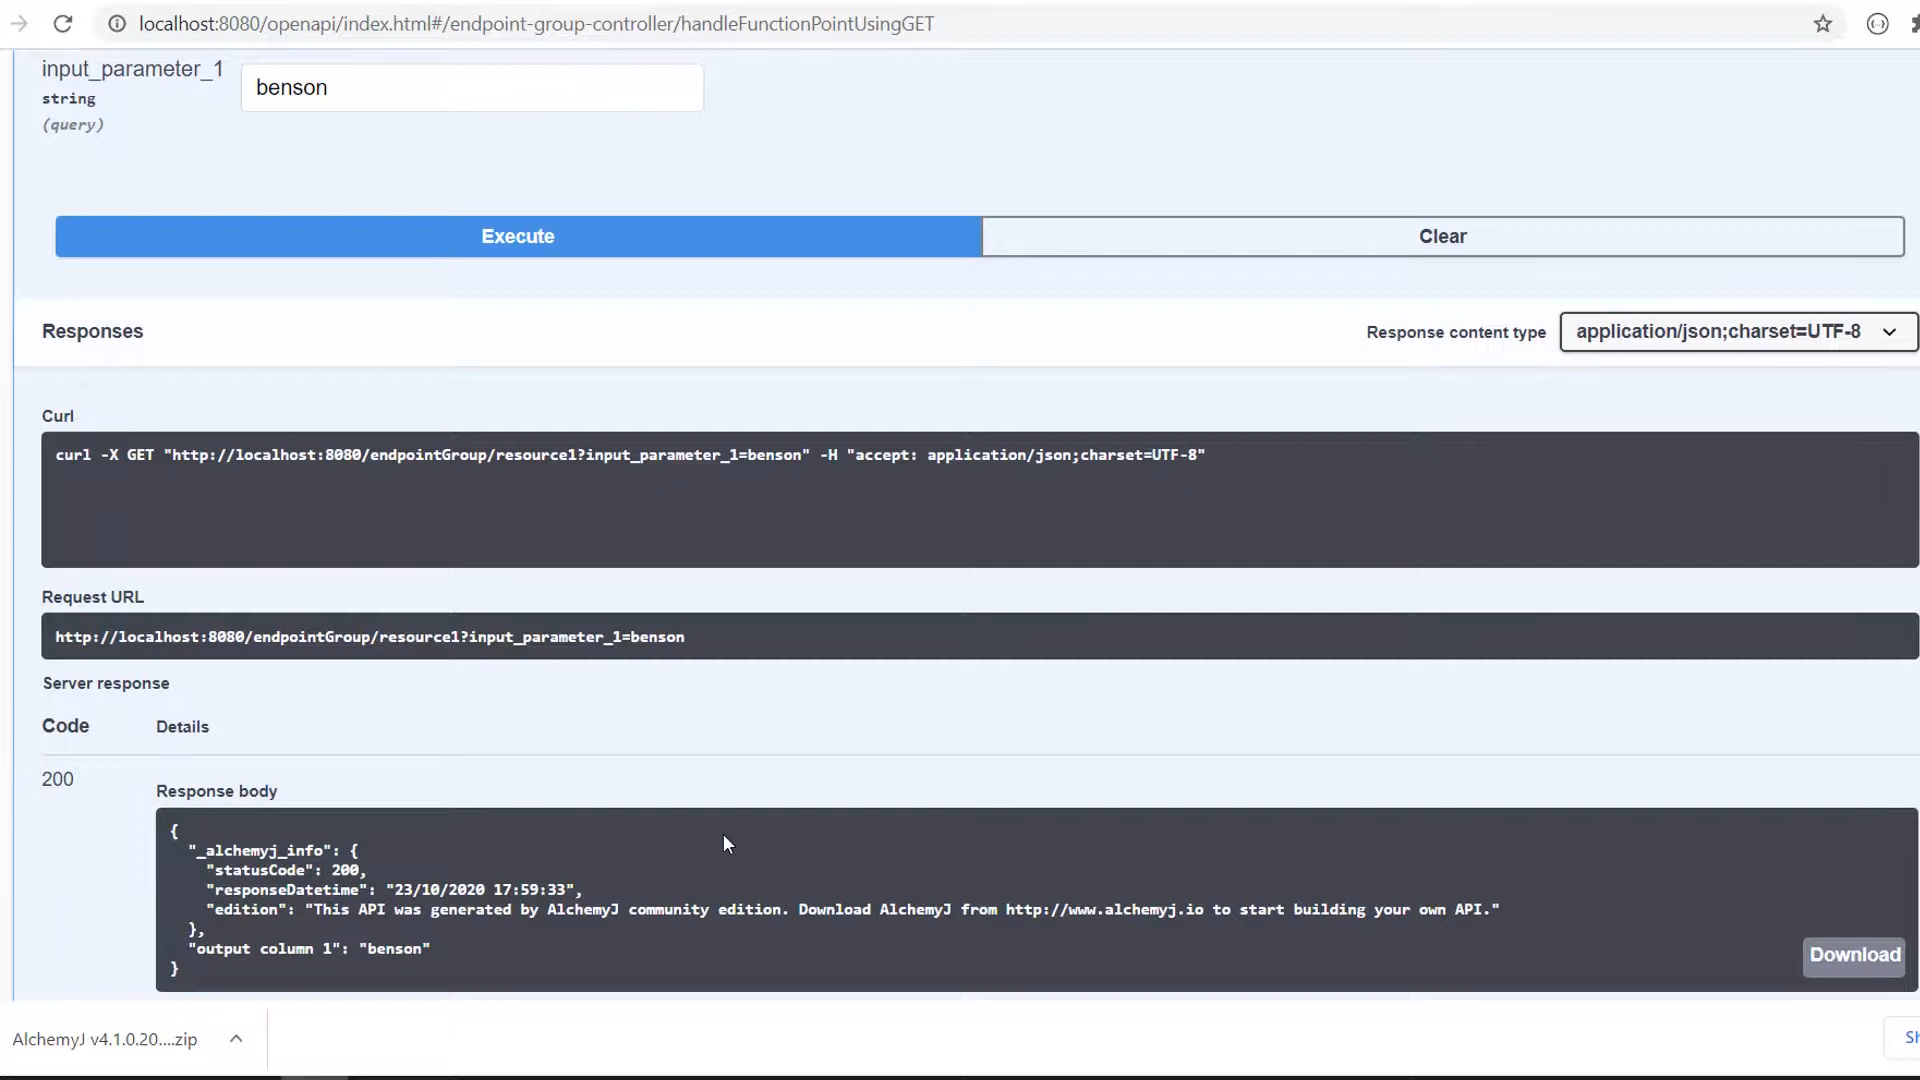 localhost:8080/openapi/index.html#/endpoint-group-controller/handleFunctionPointUsingGET
input_parameter_1
string
(query)
benson
Execute
Clear
Responses
Response content type
application/json;charset=UTF-8
Curl
curl -X GET "http://localhost:8080/endpointGroup/resource1?input_parameter_1=benson" -H "accept: application/json;charset=UTF-8"
Request URL
http://localhost:8080/endpointGroup/resource1?input_parameter_1=benson
Server response
Code
Details
200
Response body
{
"_alchemyj_info": {
"statusCode": 200,
"responseDatetime": "23/10/2020 17:59:33",
"edition": "This API was generated by AlchemyJ community edition. Download AlchemyJ from http://www.alchemyj.io to start building your own API."
},
"output column 1": "benson"
}
Download
AlchemyJ v4.1.0.20....zip